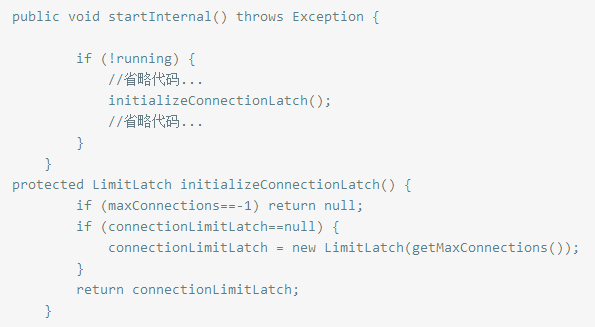 public void startInternal() throws Exception {
if (!running) {
//省略代码...
initializeConnectionLatch();
//省略代码...
}
}
protected LimitLatch initializeConnectionLatch() {
if (maxConnections==-1) return null;
if (connectionLimitLatch==null) {
connectionLimitLatch = new LimitLatch(getMaxConnections());
}
return connectionLimitLatch;
}